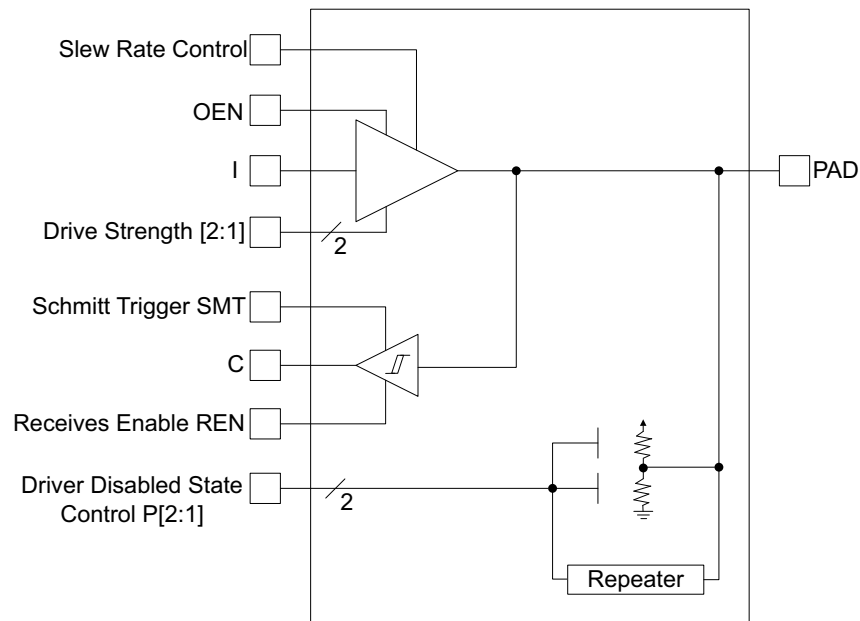 Slew Rate Control
OEN
I
PAD
Drive Strength [2:1]
2
Schmitt Trigger SMT
C
Receives Enable REN
Driver Disabled State
Control P[2:1]
2
Repeater